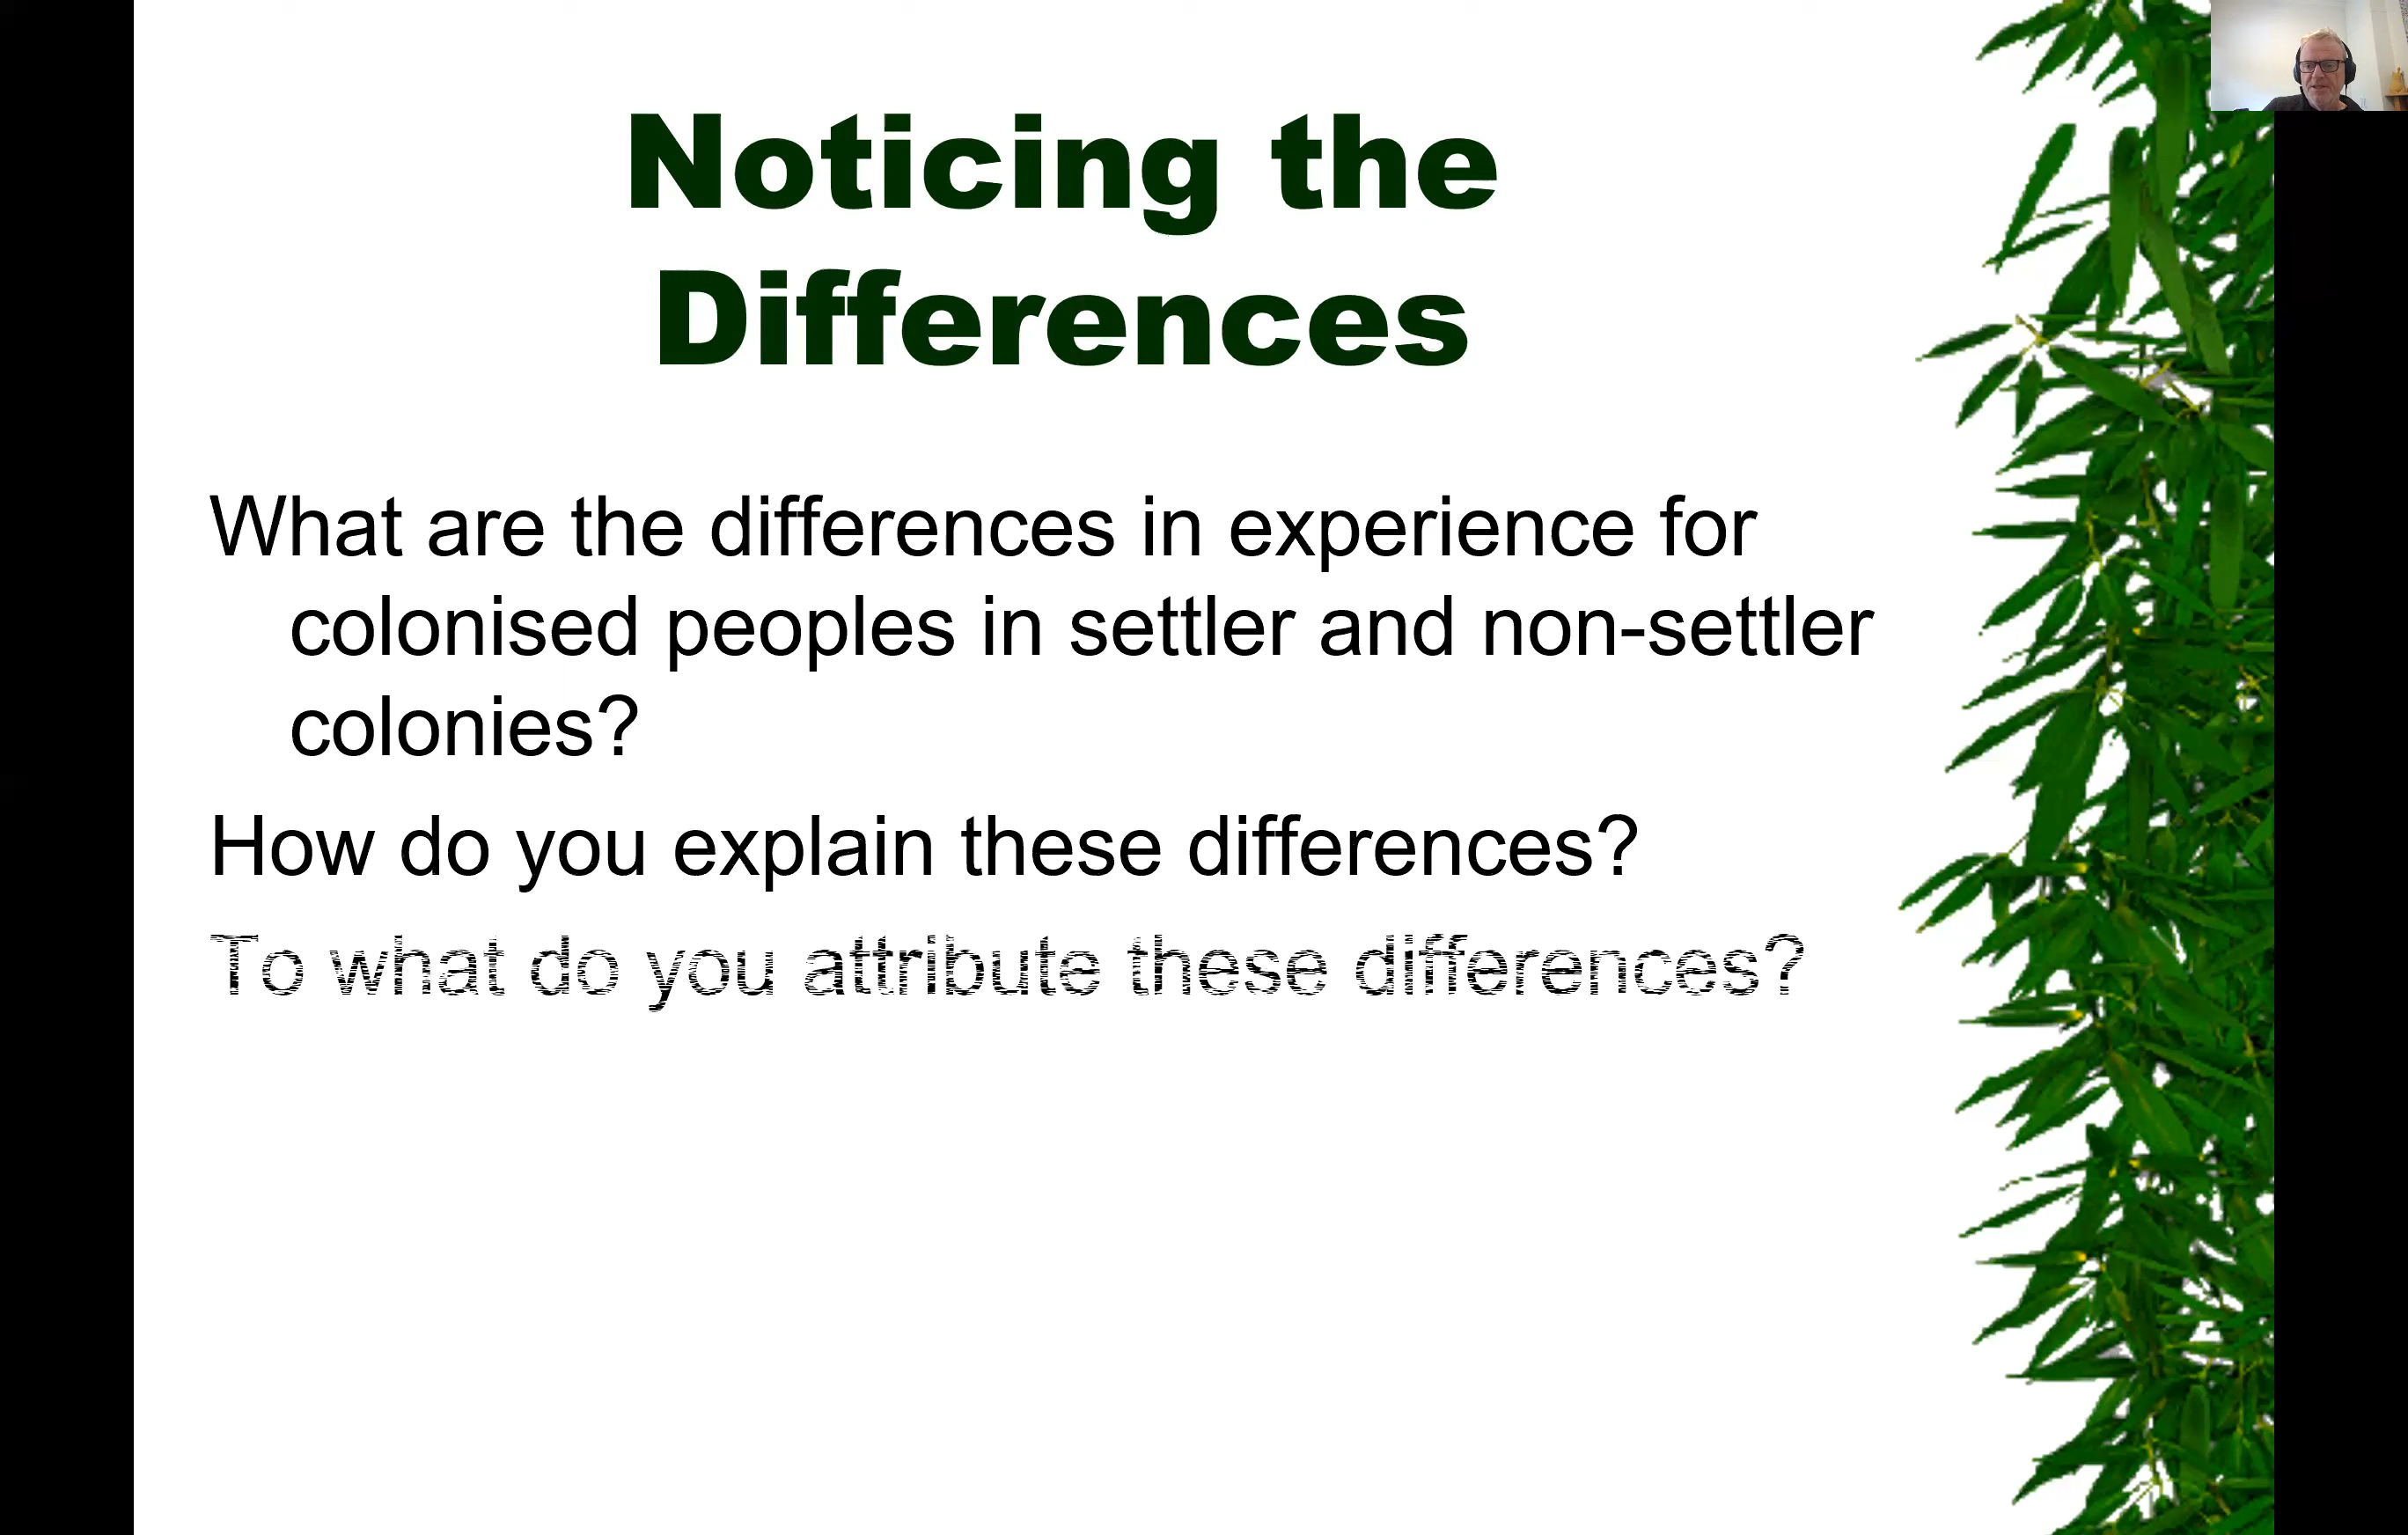 Noticing the
Differences
What are the differences in experience for
colonised peoples in settler and non-settler
colonies?
How do you explain these differences?
To what do you attribute these differences?